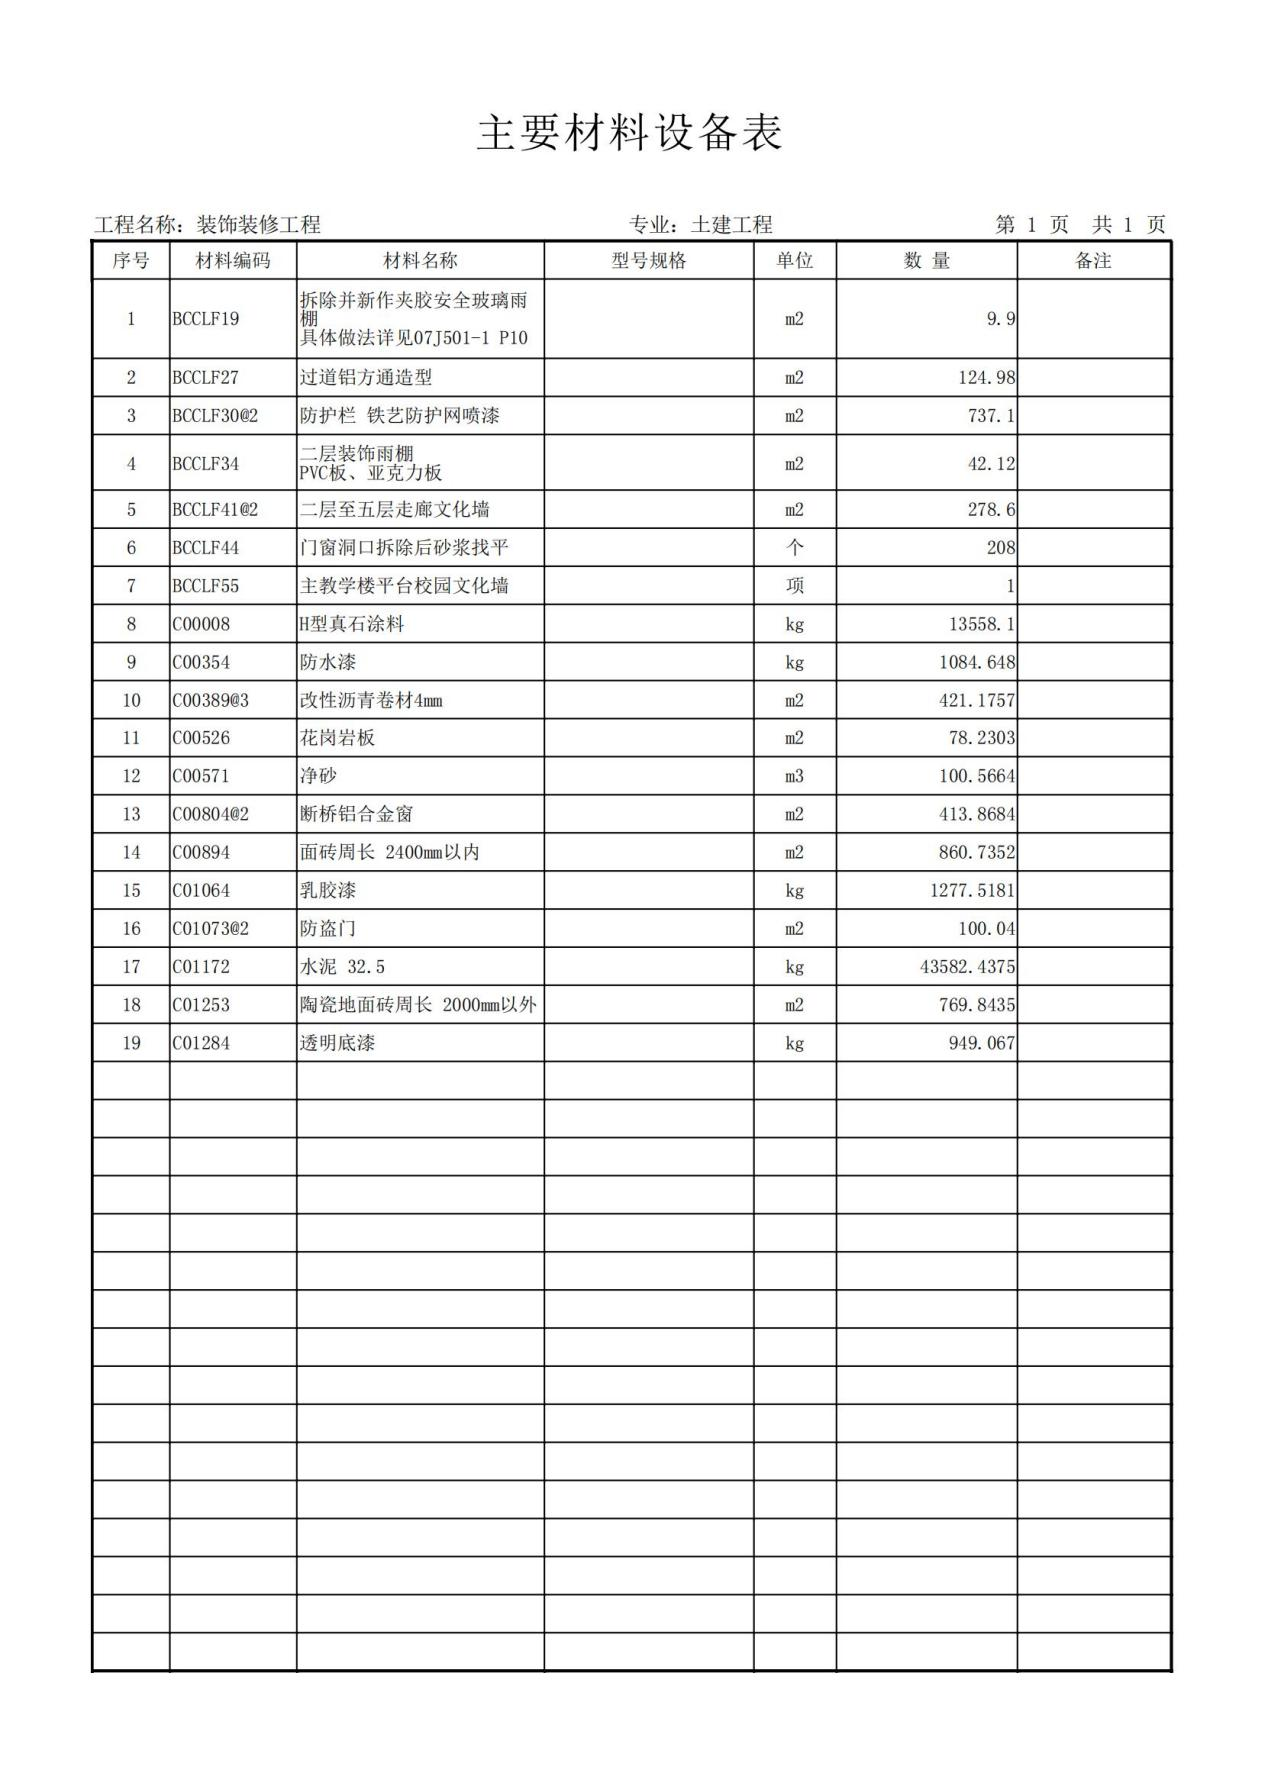 主要材料设备表
工程名称：装饰装修工程 专业：土建工程 第 1 页 共 1 页
序号 材料编码 材料名称 型号规格 单位 数 量 备注
1 BCCLF19 拆除并新作夹胶安全玻璃雨
棚
具体做法详见07J501-1 P10 m2 9.9
2 BCCLF27 过道铝方通造型 m2 124.98
3 BCCLF30@2 防护栏 铁艺防护网喷漆 m2 737.1
4 BCCLF34 二层装饰雨棚
PVC板、亚克力板 m2 42.12
5 BCCLF41@2 二层至五层走廊文化墙 m2 278.6
6 BCCLF44 门窗洞口拆除后砂浆找平 个 208
7 BCCLF55 主教学楼平台校园文化墙 项 1
8 C00008 H型真石涂料 kg 13558.1
9 C00354 防水漆 kg 1084.648
10 C00389@3 改性沥青卷材4mm m2 421.1757
11 C00526 花岗岩板 m2 78.2303
12 C00571 净砂 m3 100.5664
13 C00804@2 断桥铝合金窗 m2 413.8684
14 C00894 面砖周长 2400mm以内 m2 860.7352
15 C01064 乳胶漆 kg 1277.5181
16 C01073@2 防盗门 m2 100.04
17 C01172 水泥 32.5 kg 43582.4375
18 C01253 陶瓷地面砖周长 2000mm以外 m2 769.8435
19 C01284 透明底漆 kg 949.067